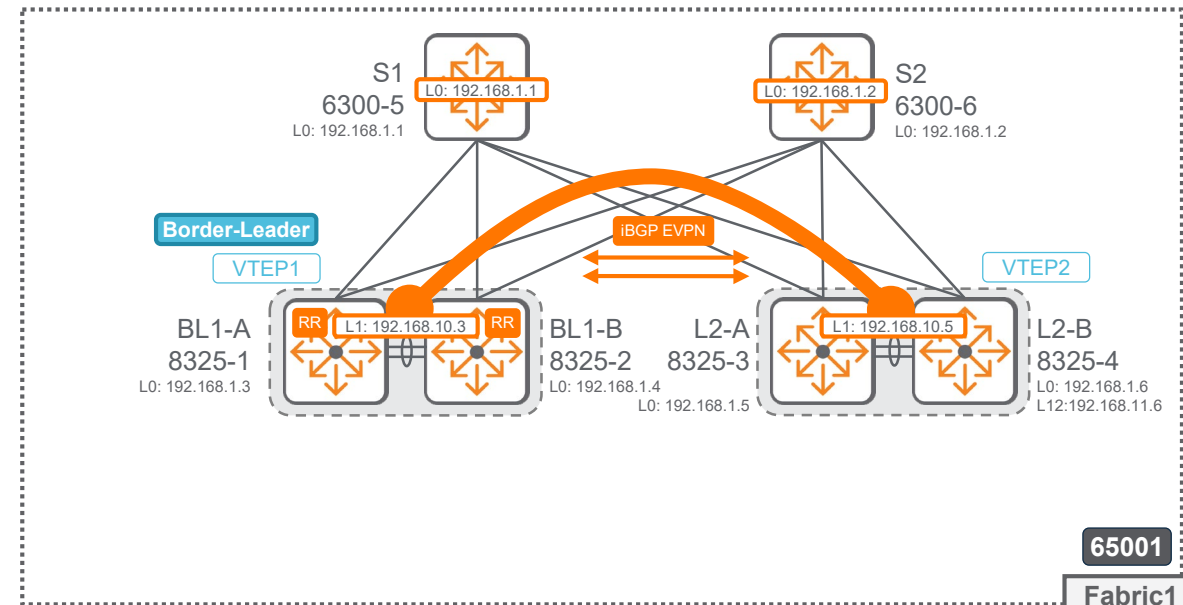 S1
6300-5
L0: 192.168.1.1
L0: 192.168.1.1
L0: 192.168.1.2
S2
6300-6
L0: 192.168.1.2
Border-Leader
VTEP1
iBGP EVPN
VTEP2
BL1-A
8325-1
L0: 192.168.1.3
RR
L1: 192.168.10.3
RR
BL1-B
8325-2
L0: 192.168.1.4
L2-A
8325-3
L0: 192.168.1.5
L1: 192.168.10.5
L2-B
8325-4
L0: 192.168.1.6
L12:192.168.11.6
65001
Fabric1